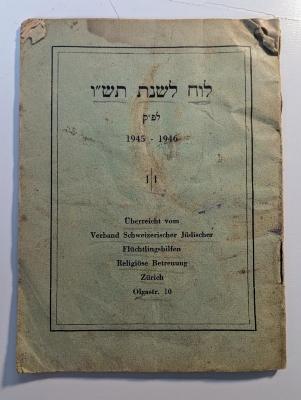 לוח לשנת תש"ו
לפ"ק
1945 - 1946
Überreicht vom
Verband Schweizerischer Jüdischer
Flüchtlingshilfen
Religiöse Betreuung
Zürich
Olgastr. 10